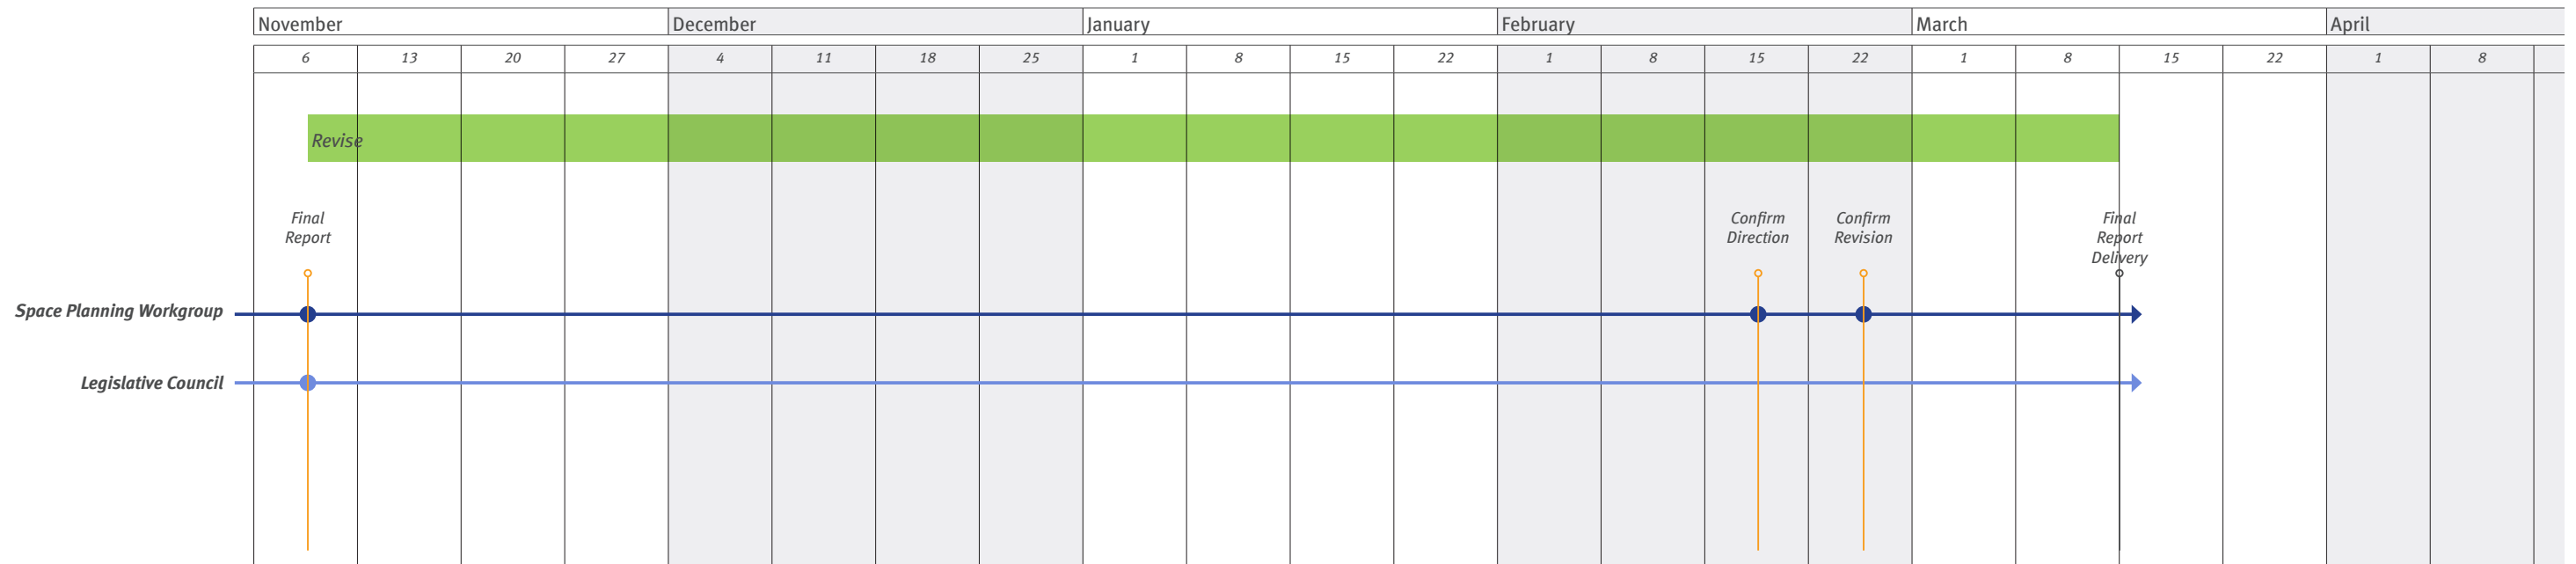 November December January February March April
6 13 20 27 4 11 18 25 1 8 15 22 1 8 15 22 1 8 15 22 1 8
Revise
Final
Report
Confirm
Direction
Confirm
Revision
Final
Report
Delivery
Space Planning Workgroup
Legislative Council